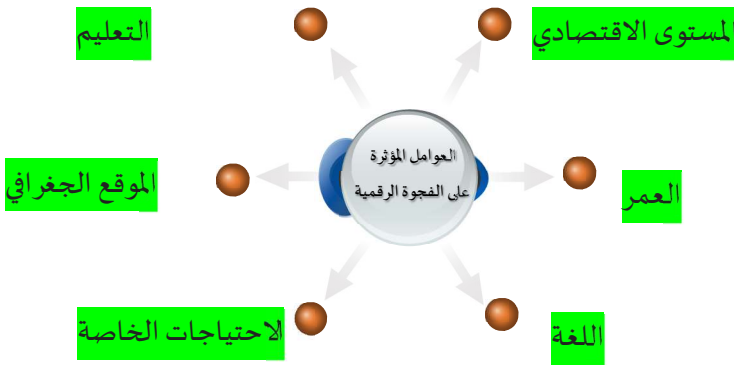 المستوى الاقتصادي
التعليم
العوامل المؤثرة
على الفجوة الرقمية
العمر
الموقع الجغرافي
اللغة
الاحتياجات الخاصة